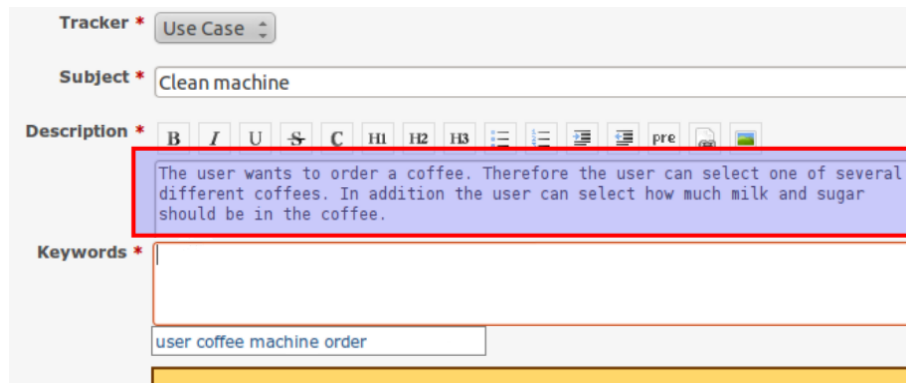 Tracker *
Use Case
Subject *
Clean machine
Description *
B I U S C H1 H2 H3 pre
The user wants to order a coffee. Therefore the user can select one of several
different coffees. In addition the user can select how much milk and sugar
should be in the coffee.
Keywords *
user coffee machine order